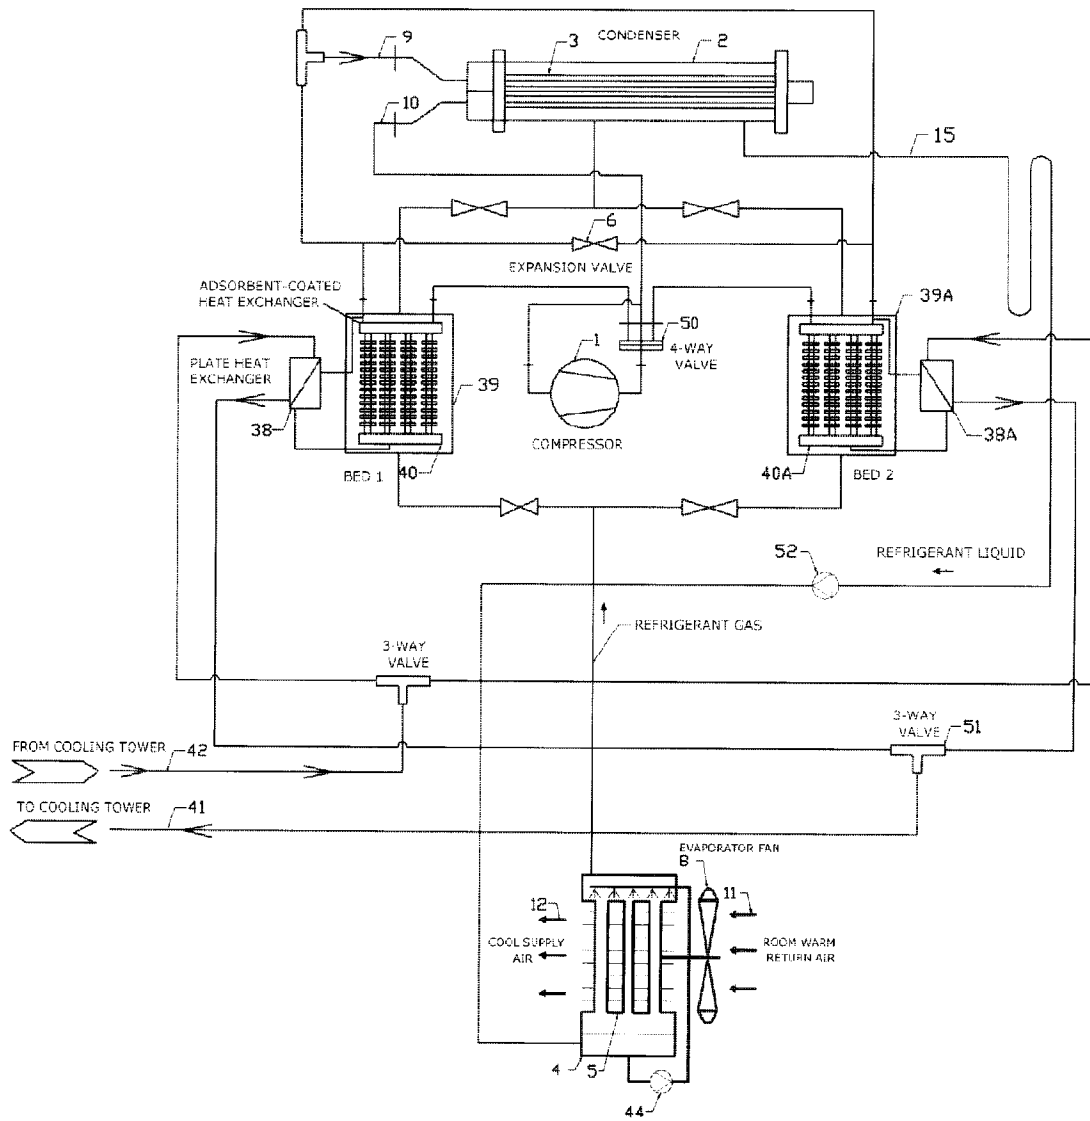 CONDENSER
9
3
2
10
15
6
EXPANSION VALVE
ADSORBENT-COATED
HEAT EXCHANGER
39A
50
1
4-WAY
VALVE
PLATE HEAT
EXCHANGER
39
38
38A
COMPRESSOR
40
40A
BED 1
BED 2
52
REFRIGERANT LIQUID
REFRIGERANT GAS
3-WAY
VALVE
3-WAY
VALVE
51
FROM COOLING TOWER
42
TO COOLING TOWER
41
EVAPORATOR FAN
8
12
11
COOL SUPPLY
AIR
ROOM WARM
RETURN AIR
4
5
44